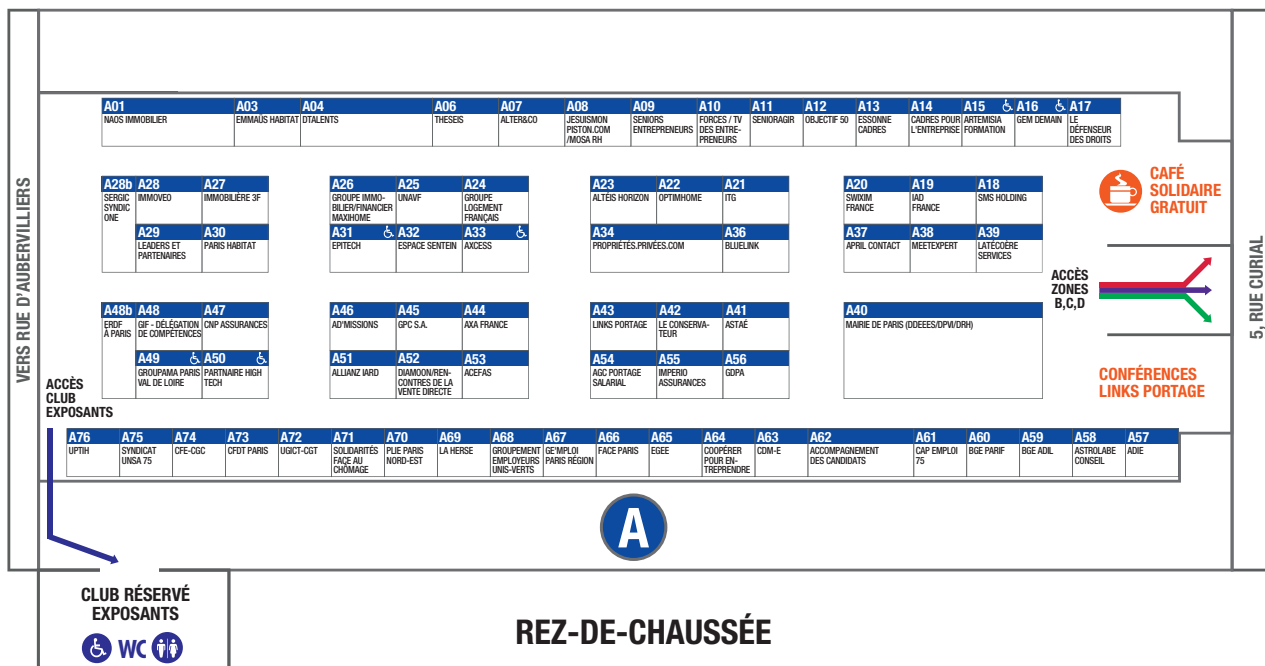 A01
NAOS IMMOBILIER
A03
EMMAÜS HABITAT
A04
DTALENTS
A06
THESEIS
A07
ALTER&CO
A08
JESUISMON
PISTON.COM
/MOSA RH
A09
SENIORS
ENTREPRENEURS
A10
FORCES / TV
DES ENTRE-
PRENEURS
A11
SENIORAGIR
A12
OBJECTIF 50
A13
ESSONNE
CADRES
A14
CADRES POUR
L'ENTREPRISE
A15
ARTEMISIA
FORMATION
A16
GEM DEMAIN
A17
LE
DÉFENSEUR
DES DROITS
VERS RUE D'AUBERVILLIERS
A28b
SERGIC
SYNDIC
ONE
A28
IMMOVEO
A27
IMMOBILIÈRE 3F
A29
LEADERS ET
PARTENAIRES
A30
PARIS HABITAT
A26
GROUPE IMMO-
BILIER/FINANCIER
MAXIHOME
A25
UNAVF
A24
GROUPE
LOGEMENT
FRANÇAIS
A31
EPITECH
A32
ESPACE SENTEIN
A33
AXCESS
A23
ALTEÏS HORIZON
A22
OPTIMHOME
A21
ITG
A34
PROPRIÉTÉS.PRIVÉES.COM
A36
BLUELINK
A20
SWIXIM
FRANCE
A19
IAD
FRANCE
A18
SMS HOLDING
A37
APRIL CONTACT
A38
MEETEXPERT
A39
LATÉCOÈRE
SERVICES
CAFÉ
SOLIDAIRE
GRATUIT
ACCÈS
ZONES
B,C,D
5, RUE CURIAL
A48b
ERDF
À PARIS
A48
GIF - DÉLÉGATION
DE COMPÉTENCES
A47
CNP ASSURANCES
A49
GROUPAMA PARIS
VAL DE LOIRE
A50
PARTNAIRE HIGH
TECH
A46
AD'MISSIONS
A45
GPC S.A.
A44
AXA FRANCE
A51
ALLIANZ IARD
A52
DIAMOON/REN-
CONTRES DE LA
VENTE DIRECTE
A53
ACEFAS
A43
LINKS PORTAGE
A42
LE CONSERVA-
TEUR
A41
ASTAÉ
A54
AGC PORTAGE
SALARIAL
A55
IMPERIO
ASSURANCES
A56
GDPA
A40
MAIRIE DE PARIS (DDEEES/DPW/DRH)
CONFÉRENCES
LINKS PORTAGE
ACCÈS
CLUB
EXPOSANTS
A76
UPTIH
A75
SYNDICAT
UNSA 75
A74
CFE-CGC
A73
CFDT PARIS
A72
UGICT-CGT
A71
SOLIDARITÉS
FACE AU
CHÔMAGE
A70
PLIE PARIS
NORD-EST
A69
LA HERSE
A68
GROUPEMENT
EMPLOYEURS
UNIS-VERTS
A67
GE'MPLOI
PARIS RÉGION
A66
FACE PARIS
A65
EGEE
A64
COOPÉRER
POUR EN-
TREPRENDRE
A63
CDM-E
A62
ACCOMPAGNEMENT
DES CANDIDATS
A61
CAP EMPLOI
75
A60
BGE PARIF
A59
BGE ADIL
A58
ASTROLABE
CONSEIL
A57
ADIE
A
CLUB RÉSERVÉ
EXPOSANTS
WC
REZ-DE-CHAUSSÉE